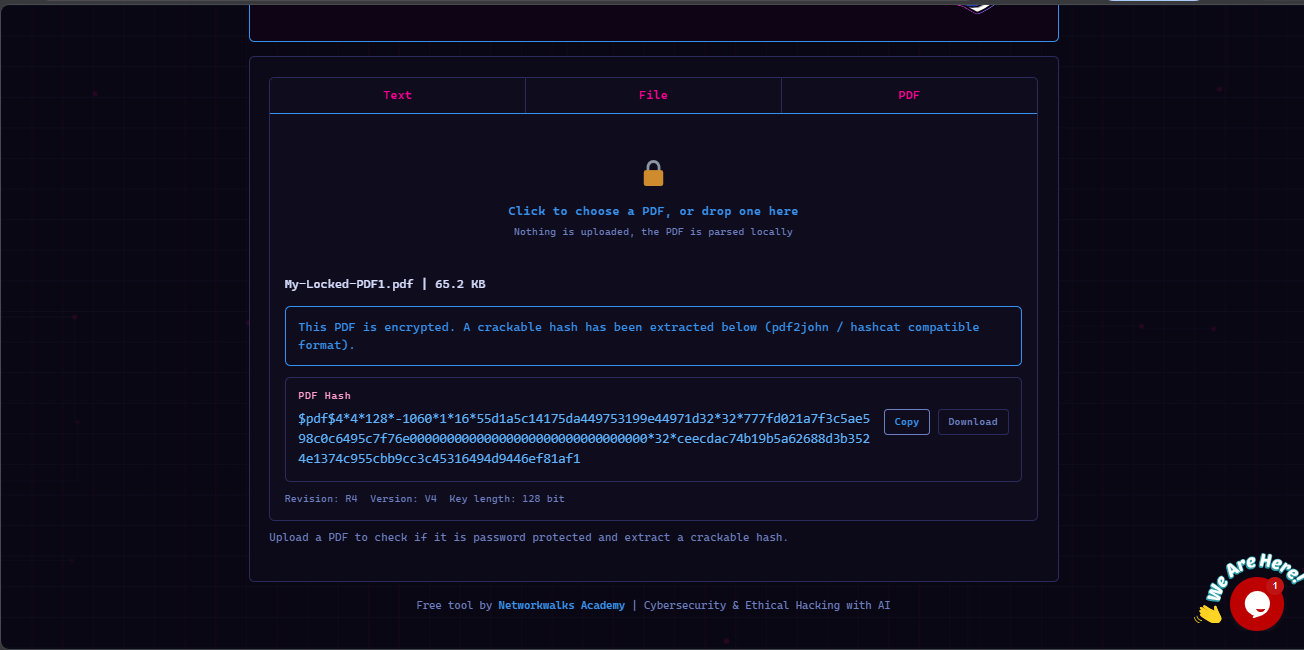 Text
File
PDF
Click to choose a PDF, or drop one here
Nothing is uploaded, the PDF is parsed locally
My-Locked-PDF1.pdf | 65.2 KB
This PDF is encrypted. A crackable hash has been extracted below (pdf2john / hashcat compatible
format).
PDF Hash
$pdf$4*4*128*-1060*1*16*55d1a5c14175da449753199e44971d32*32*777fd021a7f3c5ae5
98c0c6495c7f76e00000000000000000000000000000000*32*ceecdac74b19b5a62688d3b352
4e1374c955cbb9cc3c45316494d9446ef81af1
Copy
Download
Revision: R4 Version: V4 Key length: 128 bit
Upload a PDF to check if it is password protected and extract a crackable hash.
Free tool by Networkwalks Academy | Cybersecurity & Ethical Hacking with AI
We Are Here!
1